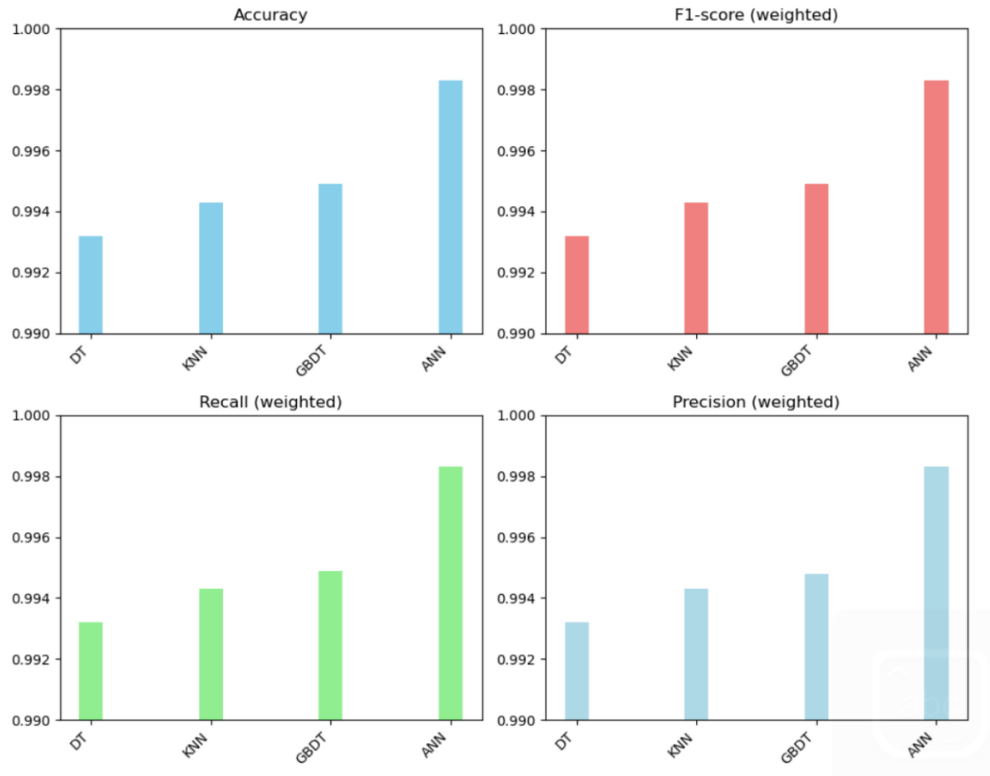 Accuracy
1.000
0.998
0.996
0.994
0.992
0.990
DT
KNN
GBDT
ANN
F1-score (weighted)
1.000
0.998
0.996
0.994
0.992
0.990
DT
KNN
GBDT
ANN
Recall (weighted)
1.000
0.998
0.996
0.994
0.992
0.990
DT
KNN
GBDT
ANN
Precision (weighted)
1.000
0.998
0.996
0.994
0.992
0.990
DT
KNN
GBDT
ANN